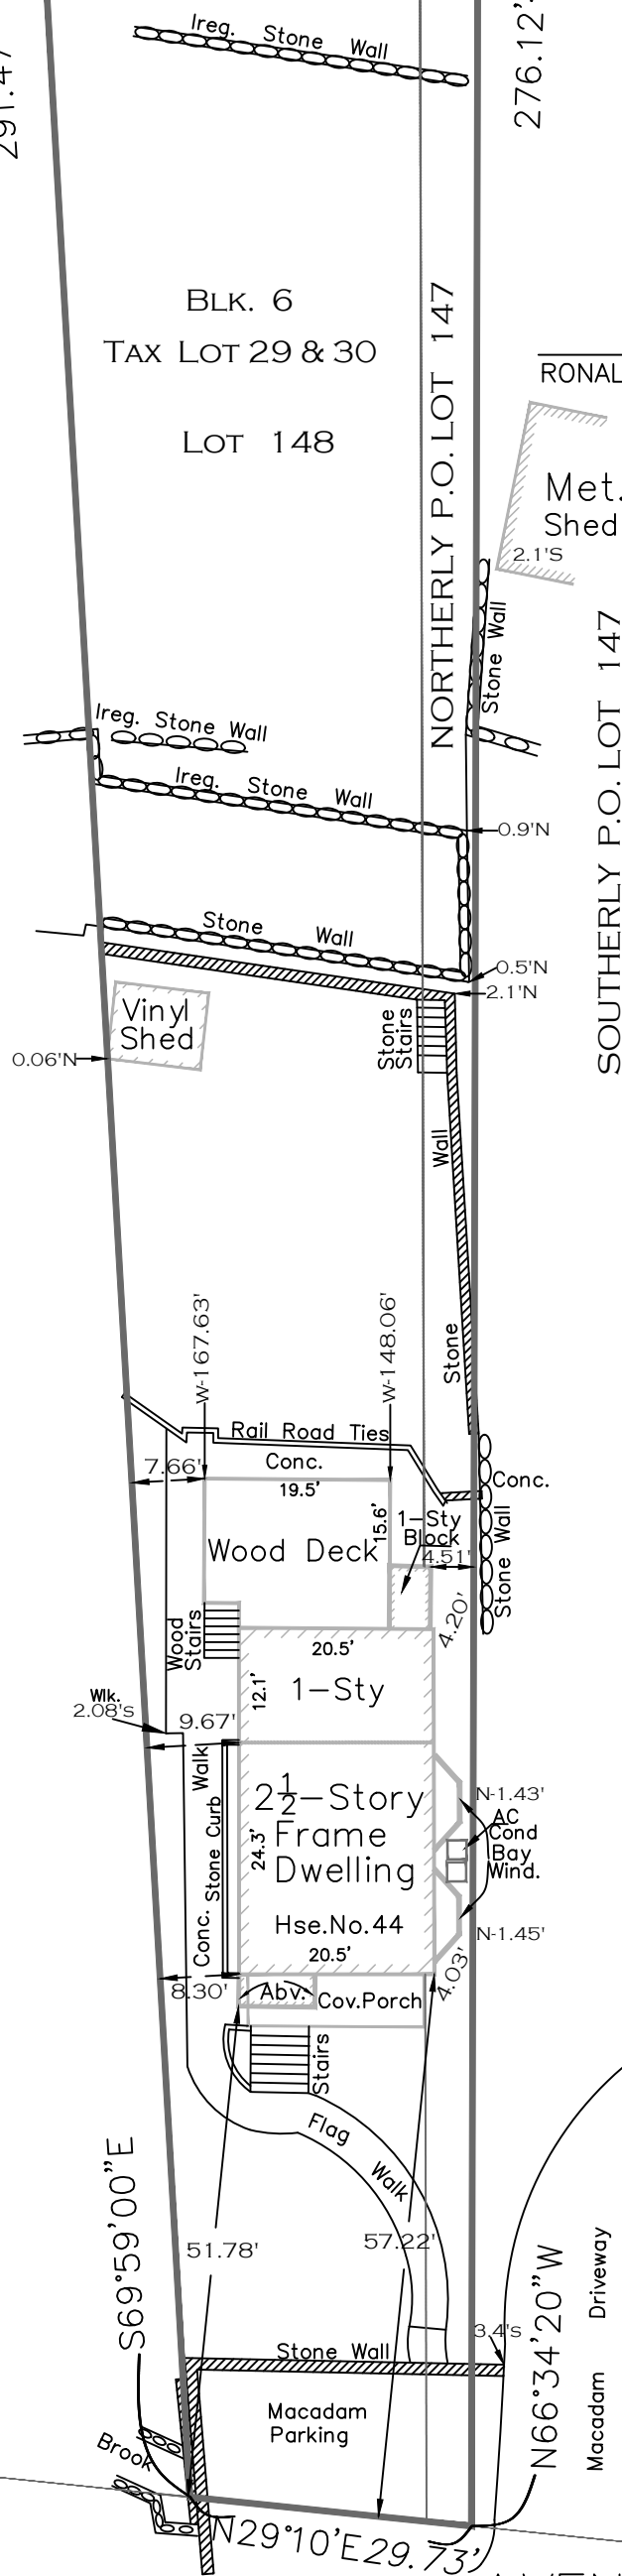 Ireg. Stone Wall
291.47
276.12'
BLK. 6
TAX LOT 29 & 30
LOT 148
NORTHERLY P.O. LOT 147
RONAL
Met.
Shed
2.1'S
Stone Wall
SOUTHERLY P.O. LOT 147
Ireg. Stone Wall
Ireg. Stone Wall
0.9'N
Stone Wall
0.5'N
2.1'N
Vinyl
Shed
Stone
Stairs
0.06'N
Stone Wall
W-167.63'
W-148.06'
Rail Road Ties
Conc.
7.66'
19.5'
Conc.
15.6'
1-Sty
Block
Wood Deck
4.51'
Stone Wall
4.20'
Wood
Stairs
20.5'
12.1'
1-Sty
Wlk.
2.08's
9.67'
Conc. Walk
Stone Curb
2½-Story
Frame
Dwelling
24.3'
N-1.43'
AC
Cond
Bay
Wind.
Hse.No.44
20.5'
N-1.45'
4.03'
8.30'
Abv.
Cov.Porch
Stairs
Flag Walk
51.78'
57.22'
S69°59'00"E
3.4's
N66°34'20"W
Macadam Driveway
Stone Wall
Macadam
Parking
Brook
N29°10'E 29.73'